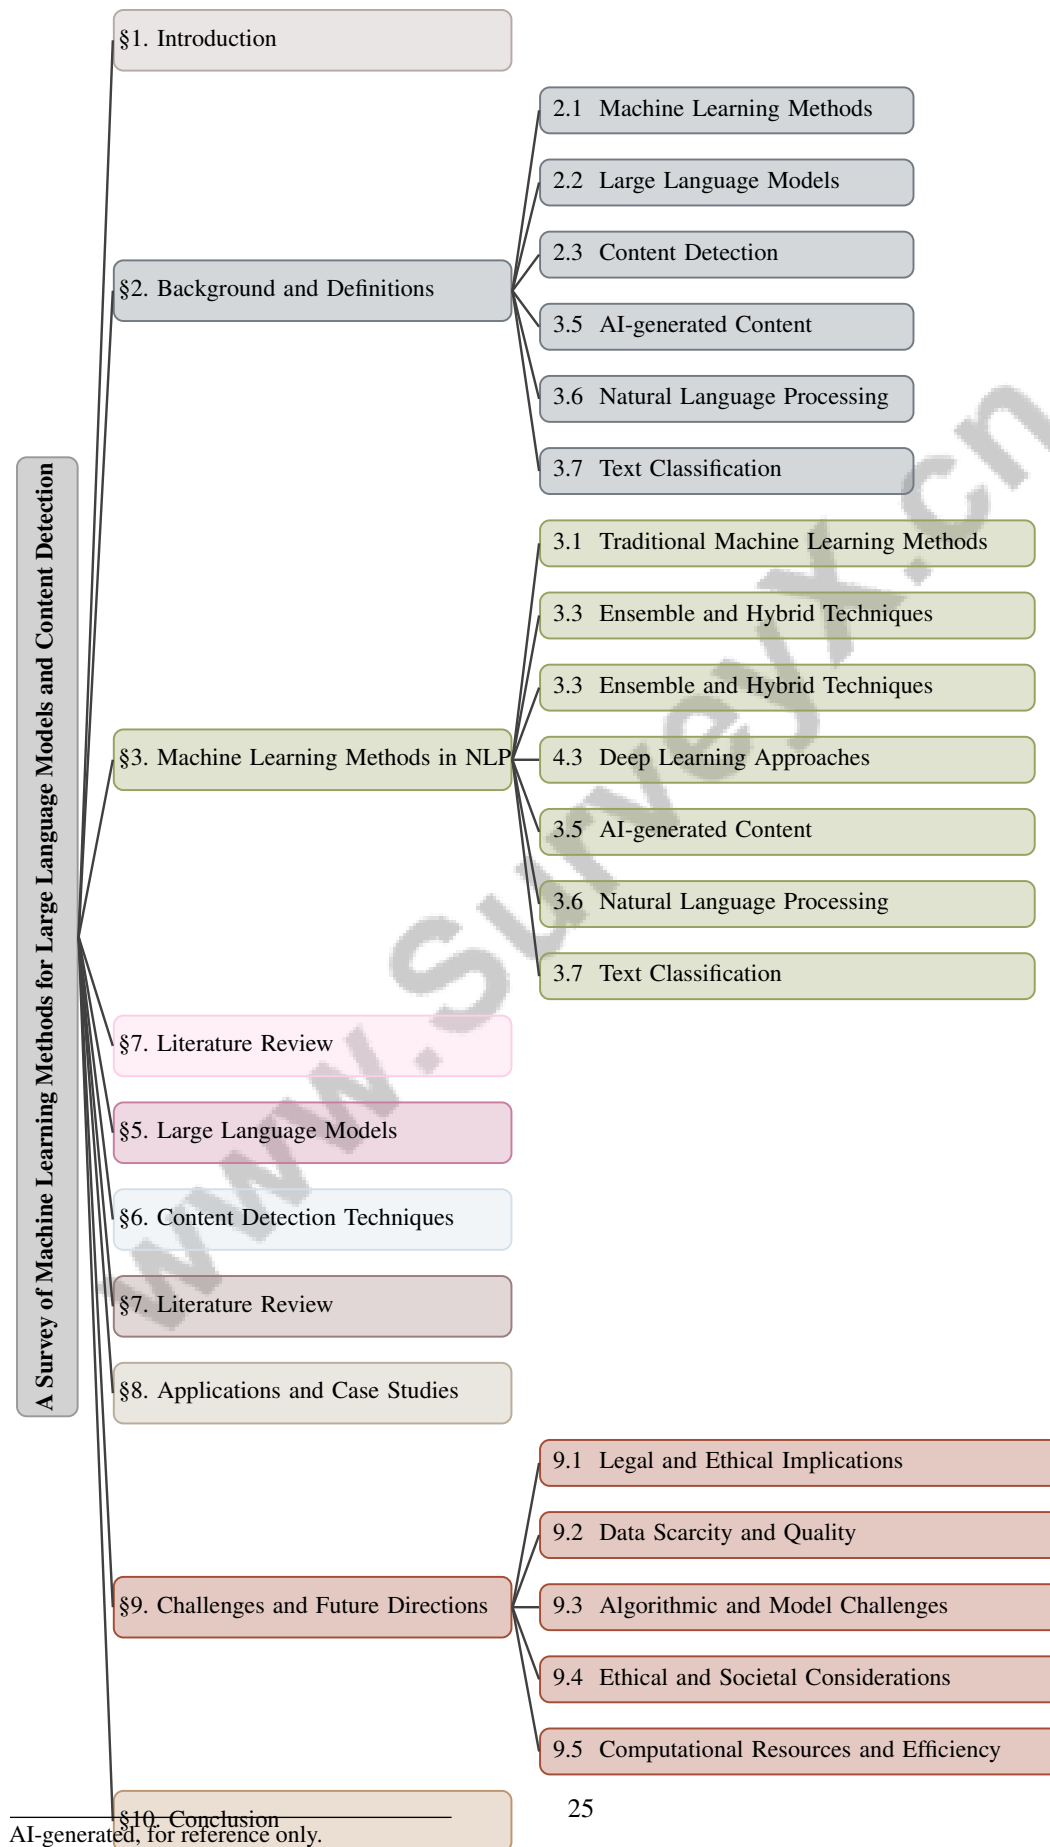 A Survey of Machine Learning Methods for Large Language Models and Content Detection
§1. Introduction
§2. Background and Definitions
2.1 Machine Learning Methods
2.2 Large Language Models
2.3 Content Detection
3.5 AI-generated Content
3.6 Natural Language Processing
3.7 Text Classification
§3. Machine Learning Methods in NLP
3.1 Traditional Machine Learning Methods
3.3 Ensemble and Hybrid Techniques
3.3 Ensemble and Hybrid Techniques
4.3 Deep Learning Approaches
3.5 AI-generated Content
3.6 Natural Language Processing
3.7 Text Classification
§7. Literature Review
§5. Large Language Models
§6. Content Detection Techniques
§7. Literature Review
§8. Applications and Case Studies
§9. Challenges and Future Directions
9.1 Legal and Ethical Implications
9.2 Data Scarcity and Quality
9.3 Algorithmic and Model Challenges
9.4 Ethical and Societal Considerations
9.5 Computational Resources and Efficiency
§10. Conclusion
AI-generated, for reference only.
25
www.SurveyX.cn